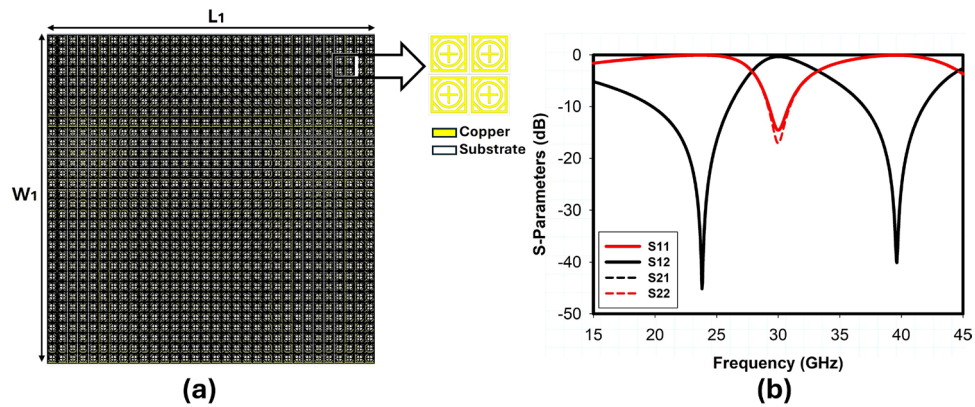 L1
W1
Copper
Substrate
(a)
S-Parameters (dB)
0
-10
-20
-30
-40
-50
S11
S12
S21
S22
15
20
25
30
35
40
45
Frequency (GHz)
(b)